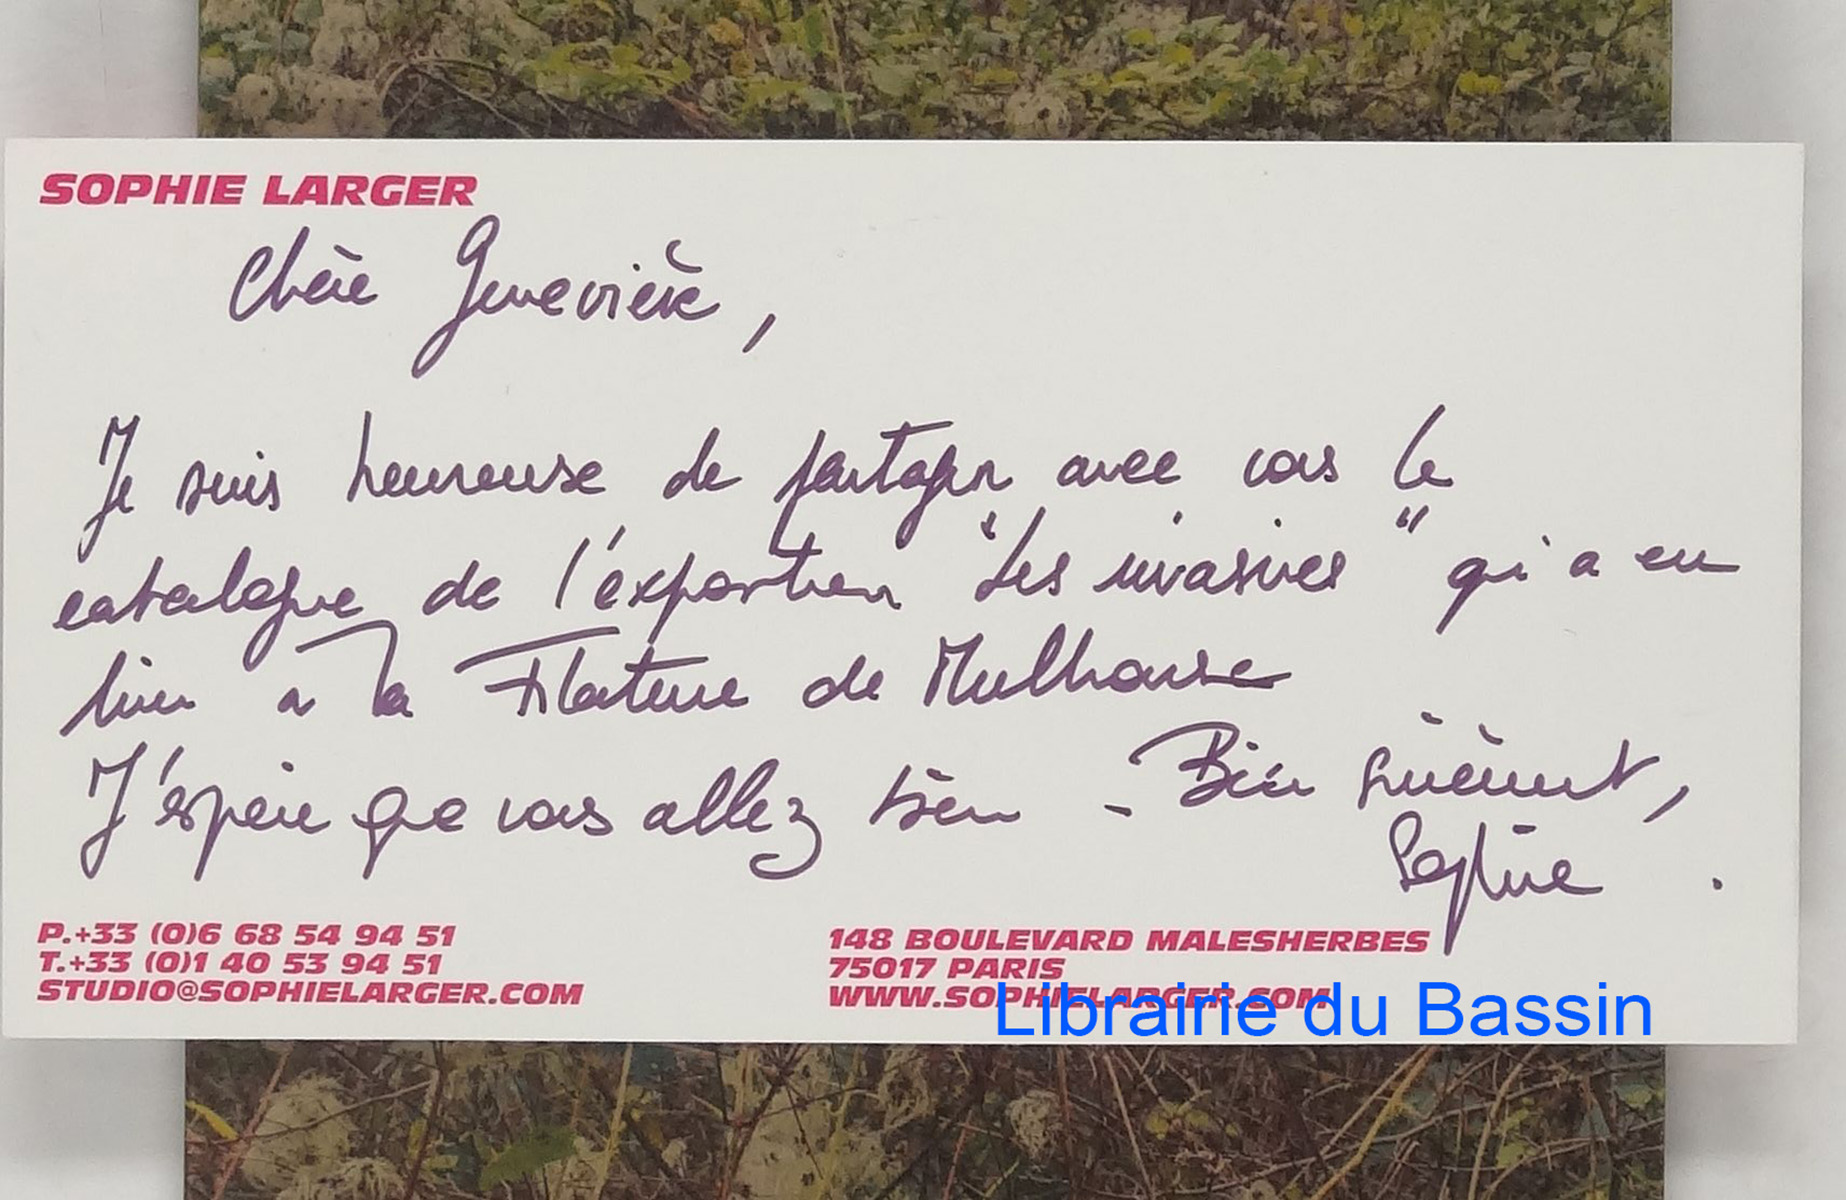 SOPHIE LARGER
Chère Geneviève,
Je suis heureuse de partager avec vous le
catalogue de l'exposition "Les invasives" qui a eu
lieu à la Filature de Mulhouse
J'espère que vous allez bien - Bien sincèrement,
Sophie.
P.+33 (0)6 68 54 94 51
T.+33 (0)1 40 53 94 51
STUDIO@SOPHIELARGER.COM
148 BOULEVARD MALESHERBES
75017 PARIS
WWW.SOPHIELARGER.COM
Librairie du Bassin